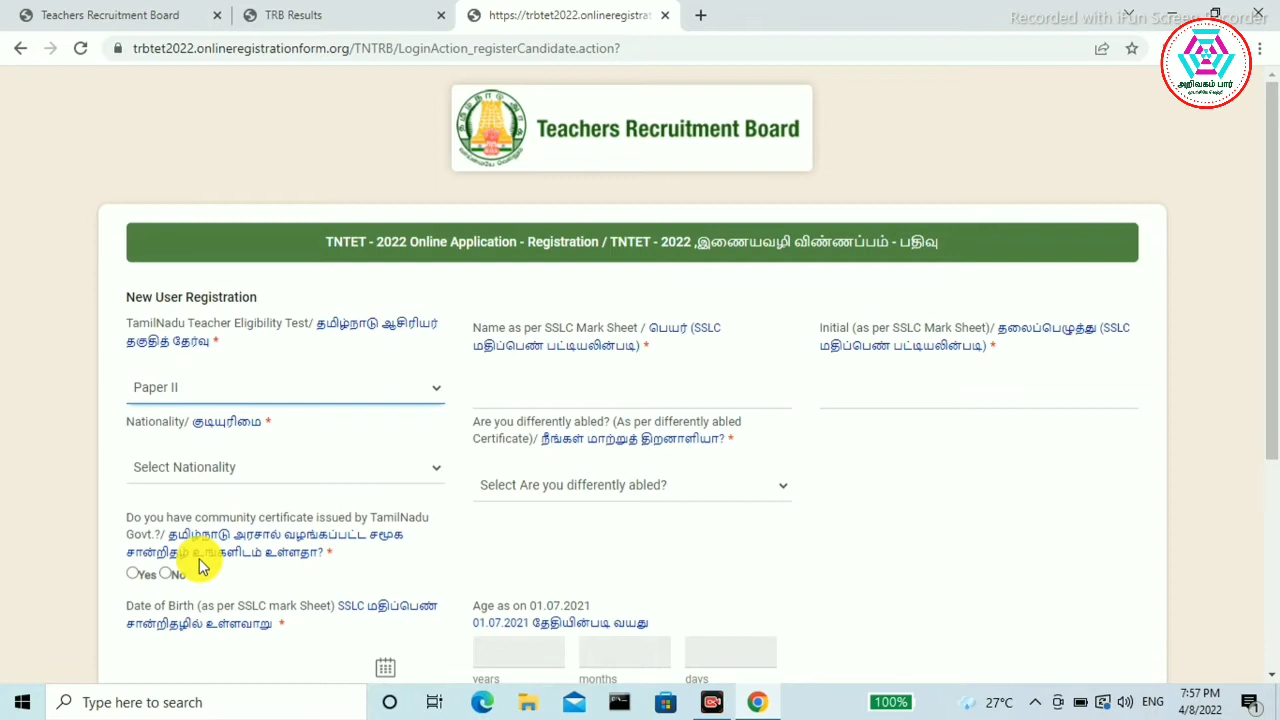 Teachers Recruitment Board
TRB Results
https://trbtet2022.onlineregistrat
Recorded with iFun Screen Recorder
trbtet2022.onlineregistrationform.org/TNTRB/LoginAction_registerCandidate.action?
அறிவகம் பார்
Teachers Recruitment Board
TNTET - 2022 Online Application - Registration / TNTET - 2022 ,இணையவழி விண்ணப்பம் - பதிவு
New User Registration
TamilNadu Teacher Eligibility Test/ தமிழ்நாடு ஆசிரியர்
தகுதித் தேர்வு *
Name as per SSLC Mark Sheet / பெயர் (SSLC
மதிப்பெண் பட்டியலின்படி) *
Initial (as per SSLC Mark Sheet)/ தலைப்பெழுத்து (SSLC
மதிப்பெண் பட்டியலின்படி) *
Paper II
Nationality/ குடியுரிமை *
Are you differently abled? (As per differently abled
Certificate)/ நீங்கள் மாற்றுத் திறனாளியா? *
Select Nationality
Select Are you differently abled?
Do you have community certificate issued by TamilNadu
Govt.?/ தமிழ்நாடு அரசால் வழங்கப்பட்ட சமூக
சான்றிதழ் உங்களிடம் உள்ளதா? *
Yes No
Date of Birth (as per SSLC mark Sheet) SSLC மதிப்பெண்
சான்றிதழில் உள்ளவாறு *
Age as on 01.07.2021
01.07.2021 தேதியின்படி வயது
years months days
Type here to search
100%
27°C
ENG
7:57 PM
4/8/2022
1